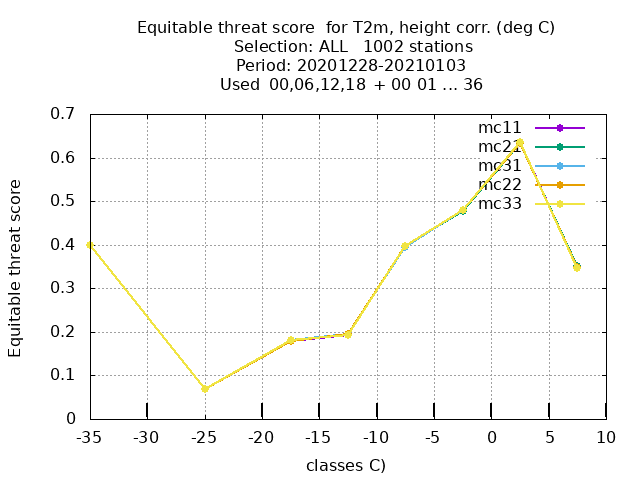 Equitable threat score  for T2m, height corr. (deg C)
Selection: ALL   1002 stations
Period: 20201228-20210103
Used  00,06,12,18  + 00 01 ... 36
0.7
0.6
0.5
0.4
0.3
0.2
0.1
0
Equitable threat score
mc11
mc21
mc31
mc22
mc33
-35 -30 -25 -20 -15 -10 -5 0 5 10
classes C)